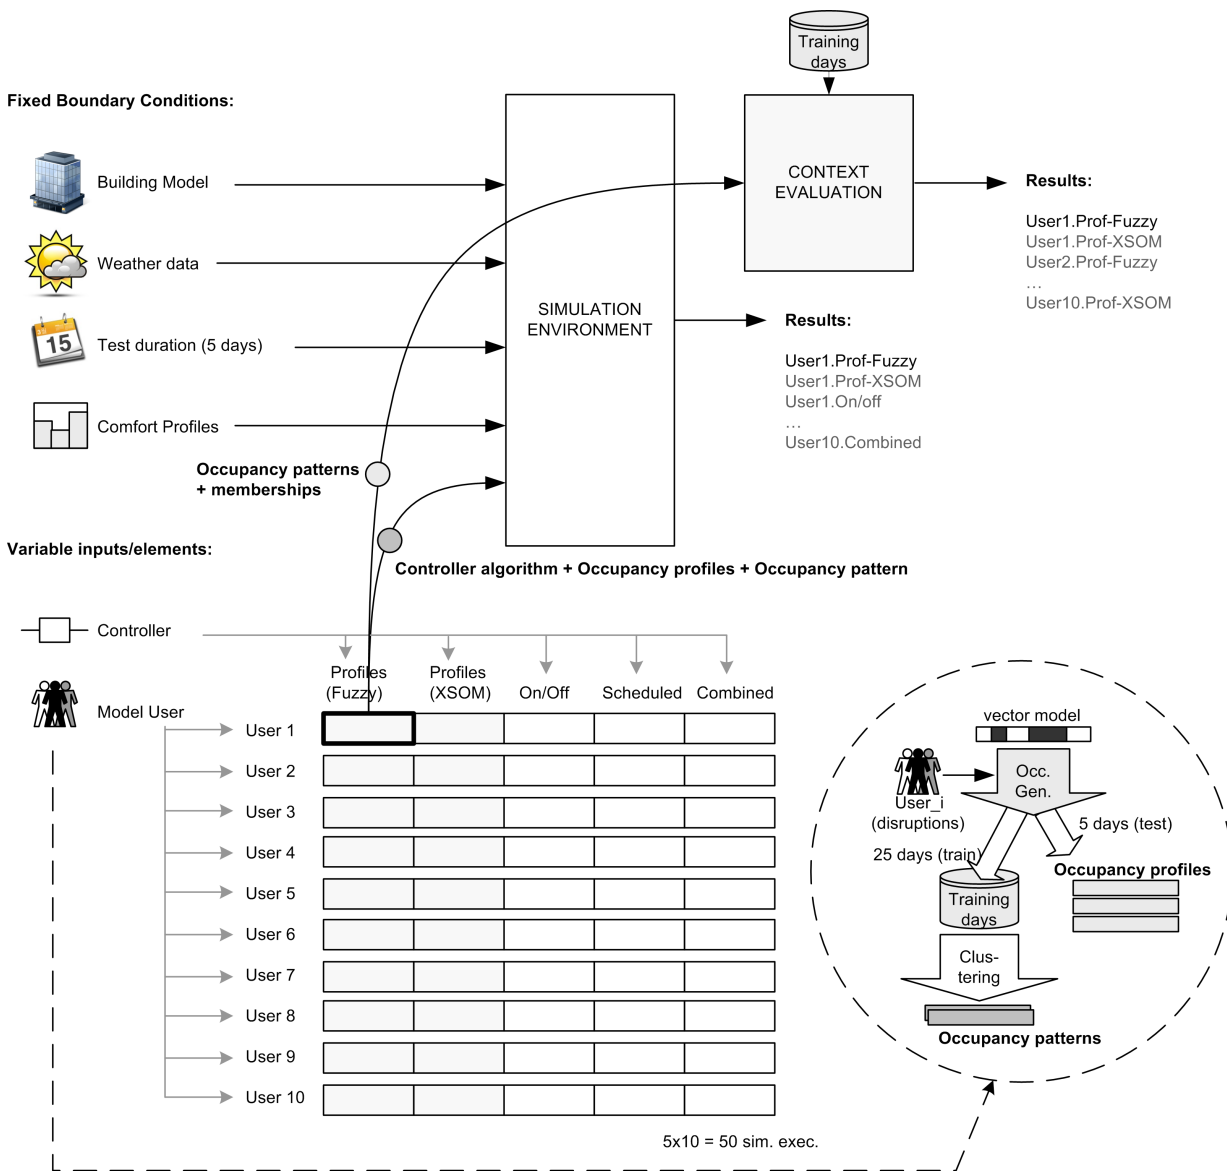 Training
days
Fixed Boundary Conditions:
Building Model
Weather data
15
Test duration (5 days)
Comfort Profiles
SIMULATION
ENVIRONMENT
CONTEXT
EVALUATION
Results:
User1.Prof-Fuzzy
User1.Prof-XSOM
User2.Prof-Fuzzy
...
User10.Prof-XSOM
Results:
User1.Prof-Fuzzy
User1.Prof-XSOM
User1.On/off
...
User10.Combined
Occupancy patterns
+ memberships
Variable inputs/elements:
Controller algorithm + Occupancy profiles + Occupancy pattern
Controller
Model User
Profiles
(Fuzzy)
Profiles
(XSOM)
On/Off
Scheduled
Combined
User 1
User 2
User 3
User 4
User 5
User 6
User 7
User 8
User 9
User 10
5x10 = 50 sim. exec.
vector model
Occ.
Gen.
User_i
(disruptions)
5 days (test)
25 days (train)
Occupancy profiles
Training
days
Clus-
tering
Occupancy patterns